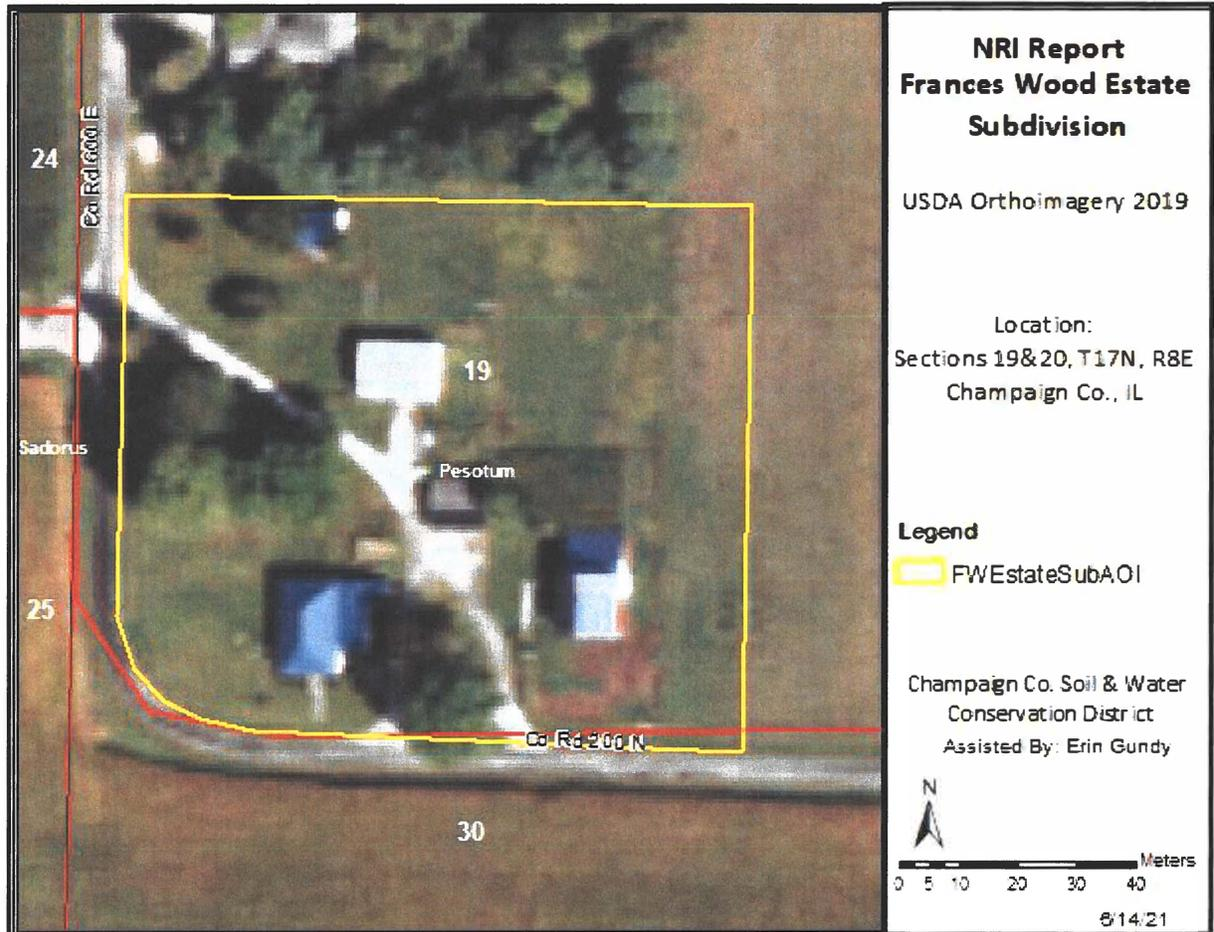 24
Co Rd 600 E
19
Sadorus
Pesotum
25
Co Rd 200 N
30
NRI Report
Frances Wood Estate
Subdivision
USDA Orthoimagery 2019
Location:
Sections 19&20, T17N, R8E
Champaign Co., IL
Legend
FWEstateSubAOI
Champaign Co. Soil & Water
Conservation District
Assisted By: Erin Gundy
N
Meters
0 5 10 20 30 40
6/14/21